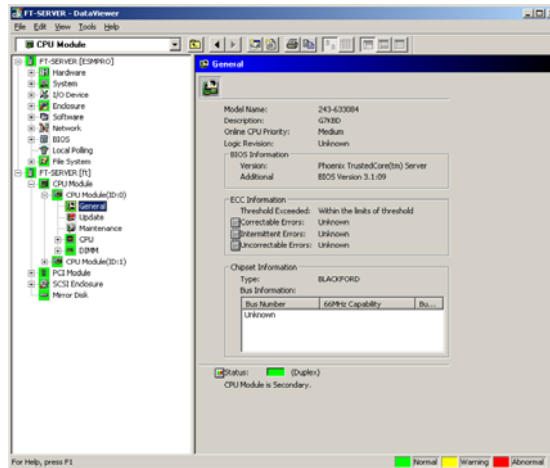 FT-SERVER - DataViewer
File Edit View Tools Help
CPU Module
FT-SERVER [ESMPRO]
Hardware
System
I/O Device
Enclosure
Software
Network
BIOS
Local Polling
File System
FT-SERVER [ft]
CPU Module
CPU Module(ID:0)
General
Update
Maintenance
CPU
DIMM
CPU Module(ID:1)
PCI Module
SCSI Enclosure
Mirror Disk
General
Model Name: 243-633084
Description: G7KBD
Online CPU Priority: Medium
Logic Revision: Unknown
BIOS Information
Version: Phoenix TrustedCore(tm) Server
Additional BIOS Version 3.1:09
ECC Information
Threshold Exceeded: Within the limits of threshold
Correctable Errors: Unknown
Intermittent Errors: Unknown
Uncorrectable Errors: Unknown
Chipset Information
Type: BLACKFORD
Bus Information:
Bus Number 66MHz Capability Bu...
Unknown
Status: (Duplex)
CPU Module is Secondary.
For Help, press F1 Normal Warning Abnormal